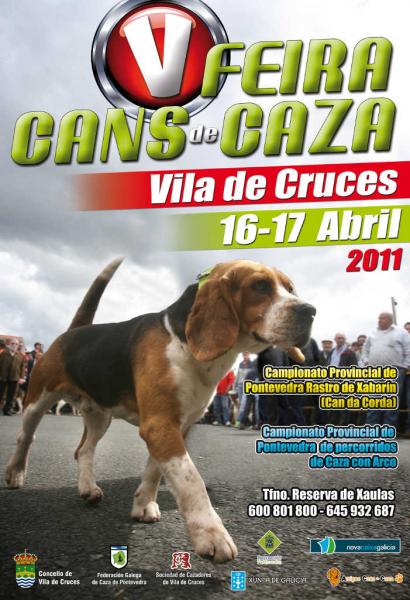 V FEIRA
CANS de CAZA
Vila de Cruces
16-17 Abril
2011
Campionato Provincial de
Pontevedra Rastro de Xabarín
(Can da Corda)
Campionato Provincial de
Pontevedra de percorridos
de Caza con Arco
Tfno. Reserva de Xaulas
600 801 800 - 645 932 687
Concello de
Vila de Cruces
Federación Galega
de Caza de Pontevedra
Sociedad de Cazadores
de Vila de Cruces
XUNTA DE GALICIA
novacaixagalicia